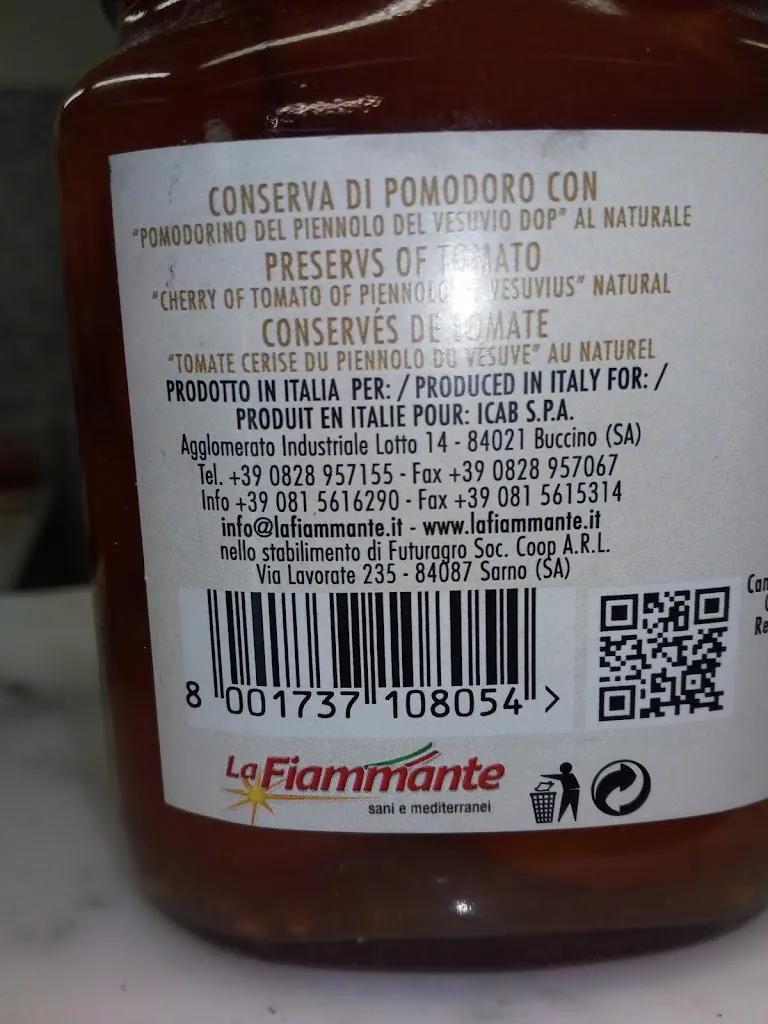 CONSERVA DI POMODORO CON
"POMODORINO DEL PIENNOLO DEL VESUVIO DOP" AL NATURALE
PRESERVS OF TOMATO
"CHERRY OF TOMATO OF PIENNOLO VESUVIUS" NATURAL
CONSERVÉS DE TOMATE
"TOMATE CERISE DU PIENNOLO DU VESUVE" AU NATUREL
PRODOTTO IN ITALIA PER: / PRODUCED IN ITALY FOR: /
PRODUIT EN ITALIE POUR: ICAB S.P.A.
Agglomerato Industriale Lotto 14 - 84021 Buccino (SA)
Tel. +39 0828 957155 - Fax +39 0828 957067
Info +39 081 5616290 - Fax +39 081 5615314
info@lafiammante.it - www.lafiammante.it
nello stabilimento di Futuragro Soc. Coop A.R.L.
Via Lavorate 235 - 84087 Sarno (SA)
8 001737 108054 >
La Fiammante
sani e mediterranei